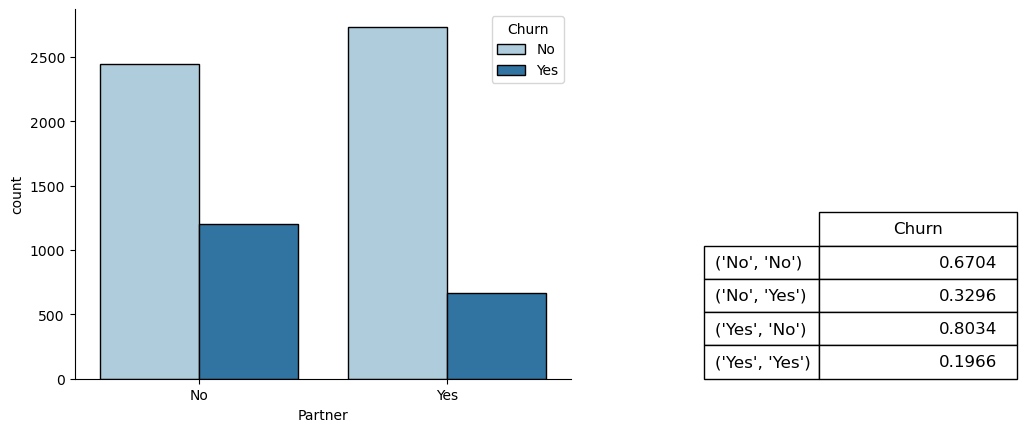 Churn
No
Yes
2500
2000
1500
1000
500
0
count
No Yes
Partner
Churn
('No', 'No') 0.6704
('No', 'Yes') 0.3296
('Yes', 'No') 0.8034
('Yes', 'Yes') 0.1966